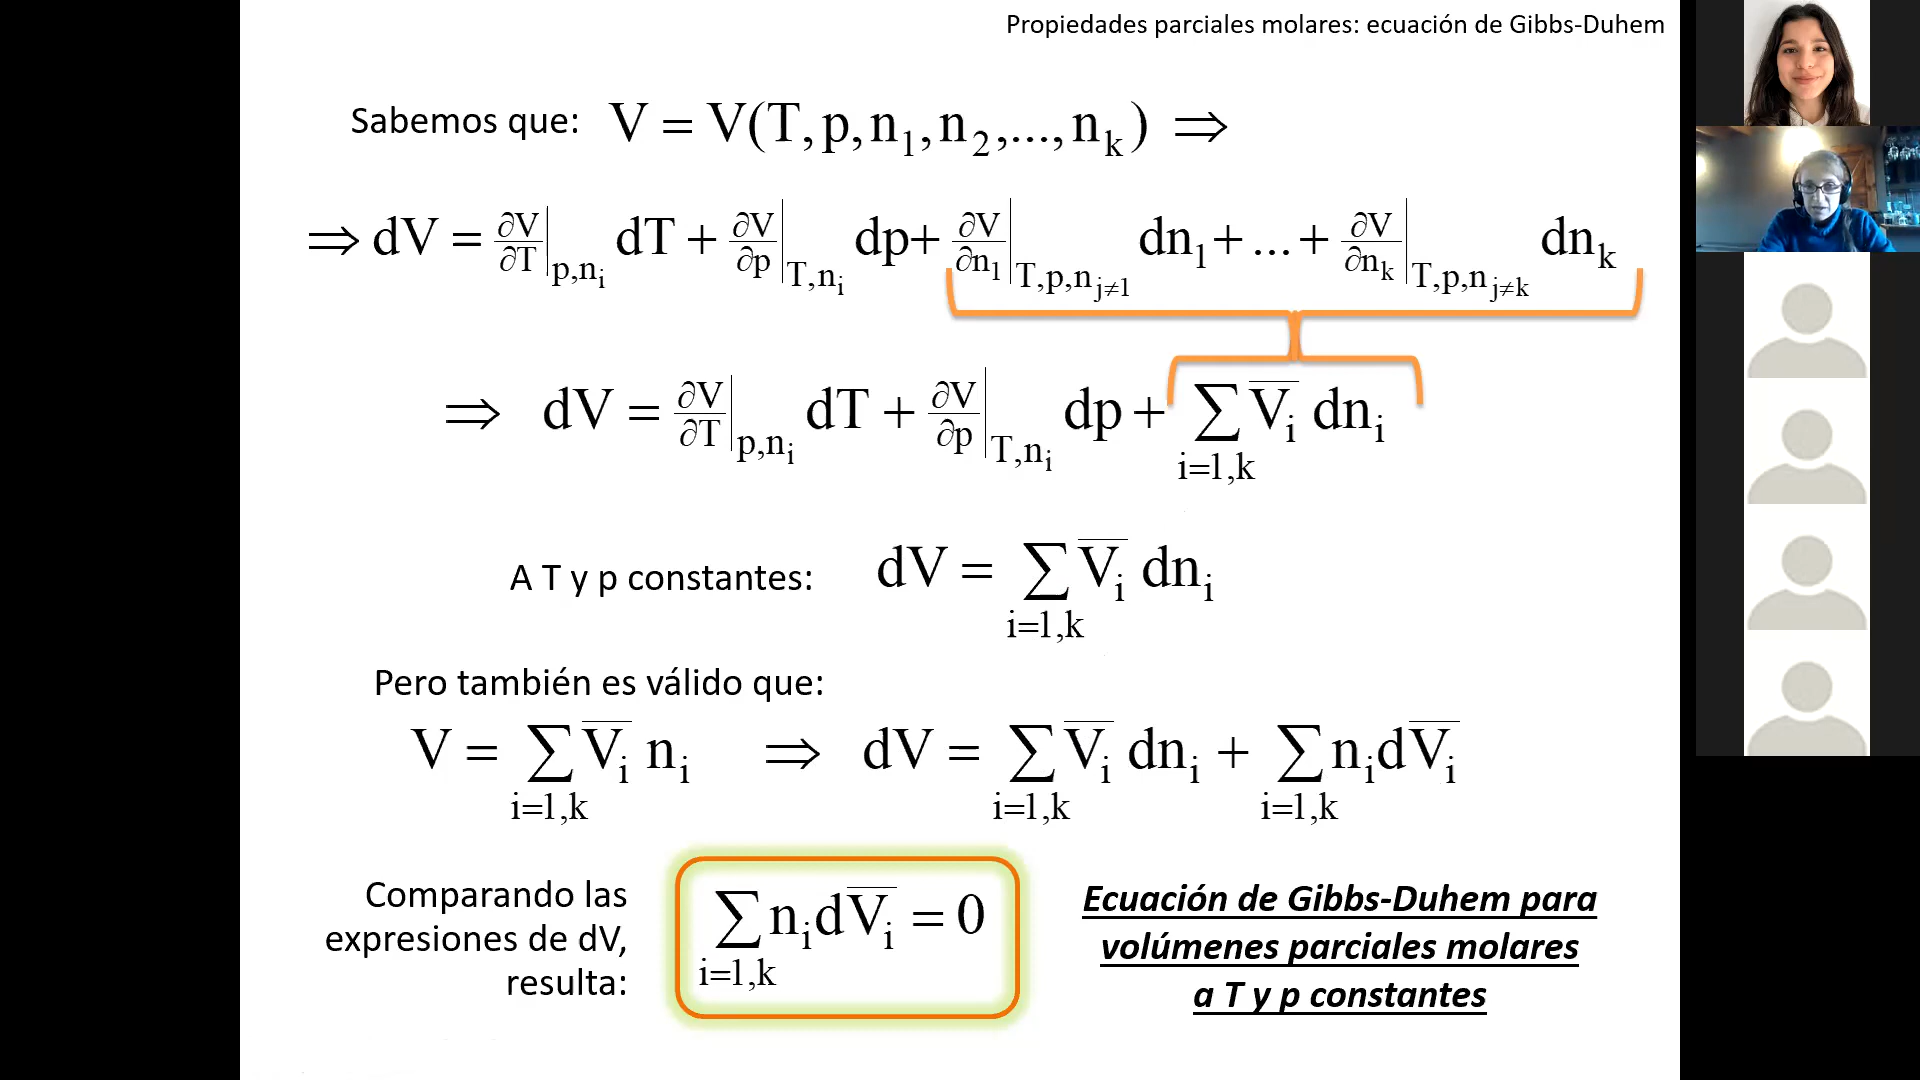 Propiedades parciales molares: ecuación de Gibbs-Duhem
Sabemos que: V = V(T, p, n₁, n₂, ..., nₖ) ⇒
⇒ dV = ∂V/∂T|p,nᵢ dT + ∂V/∂p|T,nᵢ dp + ∂V/∂n₁|T,p,nj≠1 dn₁ + ... + ∂V/∂nₖ|T,p,nj≠k dnₖ
⇒ dV = ∂V/∂T|p,nᵢ dT + ∂V/∂p|T,nᵢ dp + ∑i=1,k V̅ᵢ dnᵢ
A T y p constantes: dV = ∑i=1,k V̅ᵢ dnᵢ
Pero también es válido que:
V = ∑i=1,k V̅ᵢ nᵢ ⇒ dV = ∑i=1,k V̅ᵢ dnᵢ + ∑i=1,k nᵢdV̅ᵢ
Comparando las
expresiones de dV,
resulta:
∑i=1,k nᵢdV̅ᵢ = 0
Ecuación de Gibbs-Duhem para
volúmenes parciales molares
a T y p constantes